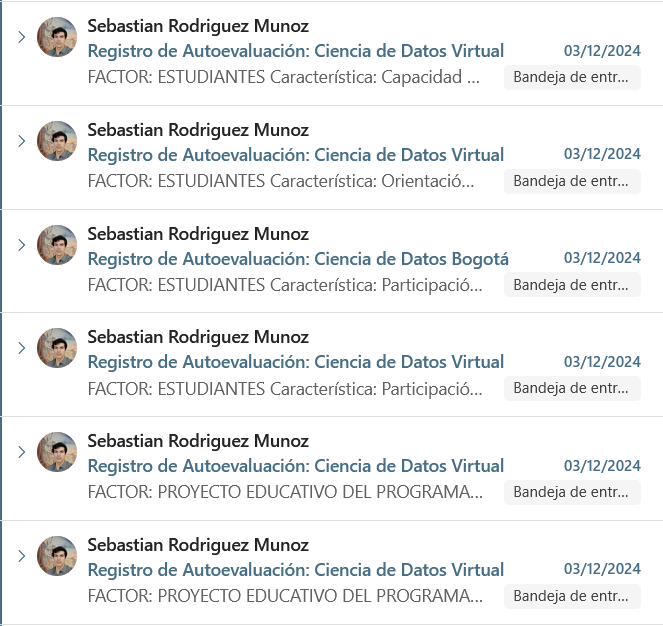 Sebastian Rodriguez Munoz
Registro de Autoevaluación: Ciencia de Datos Virtual 03/12/2024
FACTOR: ESTUDIANTES Característica: Capacidad ... Bandeja de entr...
Sebastian Rodriguez Munoz
Registro de Autoevaluación: Ciencia de Datos Virtual 03/12/2024
FACTOR: ESTUDIANTES Característica: Orientació... Bandeja de entr...
Sebastian Rodriguez Munoz
Registro de Autoevaluación: Ciencia de Datos Bogotá 03/12/2024
FACTOR: ESTUDIANTES Característica: Participació... Bandeja de entr...
Sebastian Rodriguez Munoz
Registro de Autoevaluación: Ciencia de Datos Virtual 03/12/2024
FACTOR: ESTUDIANTES Característica: Participació... Bandeja de entr...
Sebastian Rodriguez Munoz
Registro de Autoevaluación: Ciencia de Datos Virtual 03/12/2024
FACTOR: PROYECTO EDUCATIVO DEL PROGRAMA... Bandeja de entr...
Sebastian Rodriguez Munoz
Registro de Autoevaluación: Ciencia de Datos Virtual 03/12/2024
FACTOR: PROYECTO EDUCATIVO DEL PROGRAMA... Bandeja de entr...